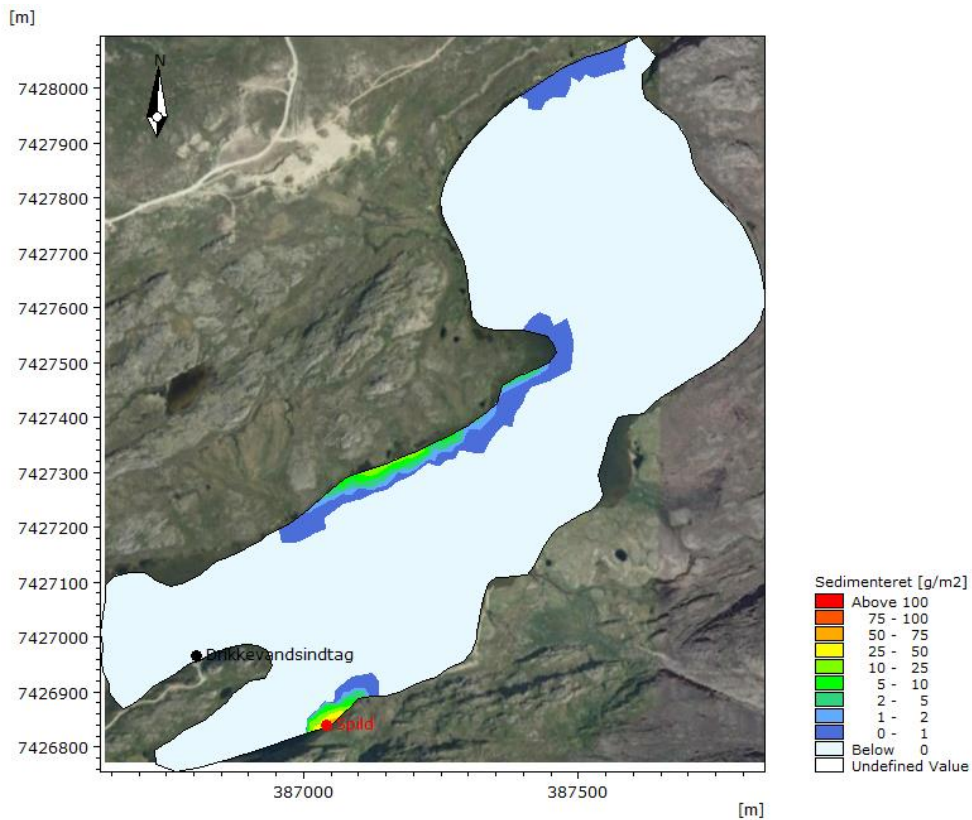 [m]
N
7428000
7427900
7427800
7427700
7427600
7427500
7427400
7427300
7427200
7427100
7427000
7426900
7426800
Drikkevandsindtag
Spild
387000
387500
[m]
Sedimenteret [g/m2]
Above 100
75 - 100
50 - 75
25 - 50
10 - 25
5 - 10
2 - 5
1 - 2
0 - 1
Below 0
Undefined Value